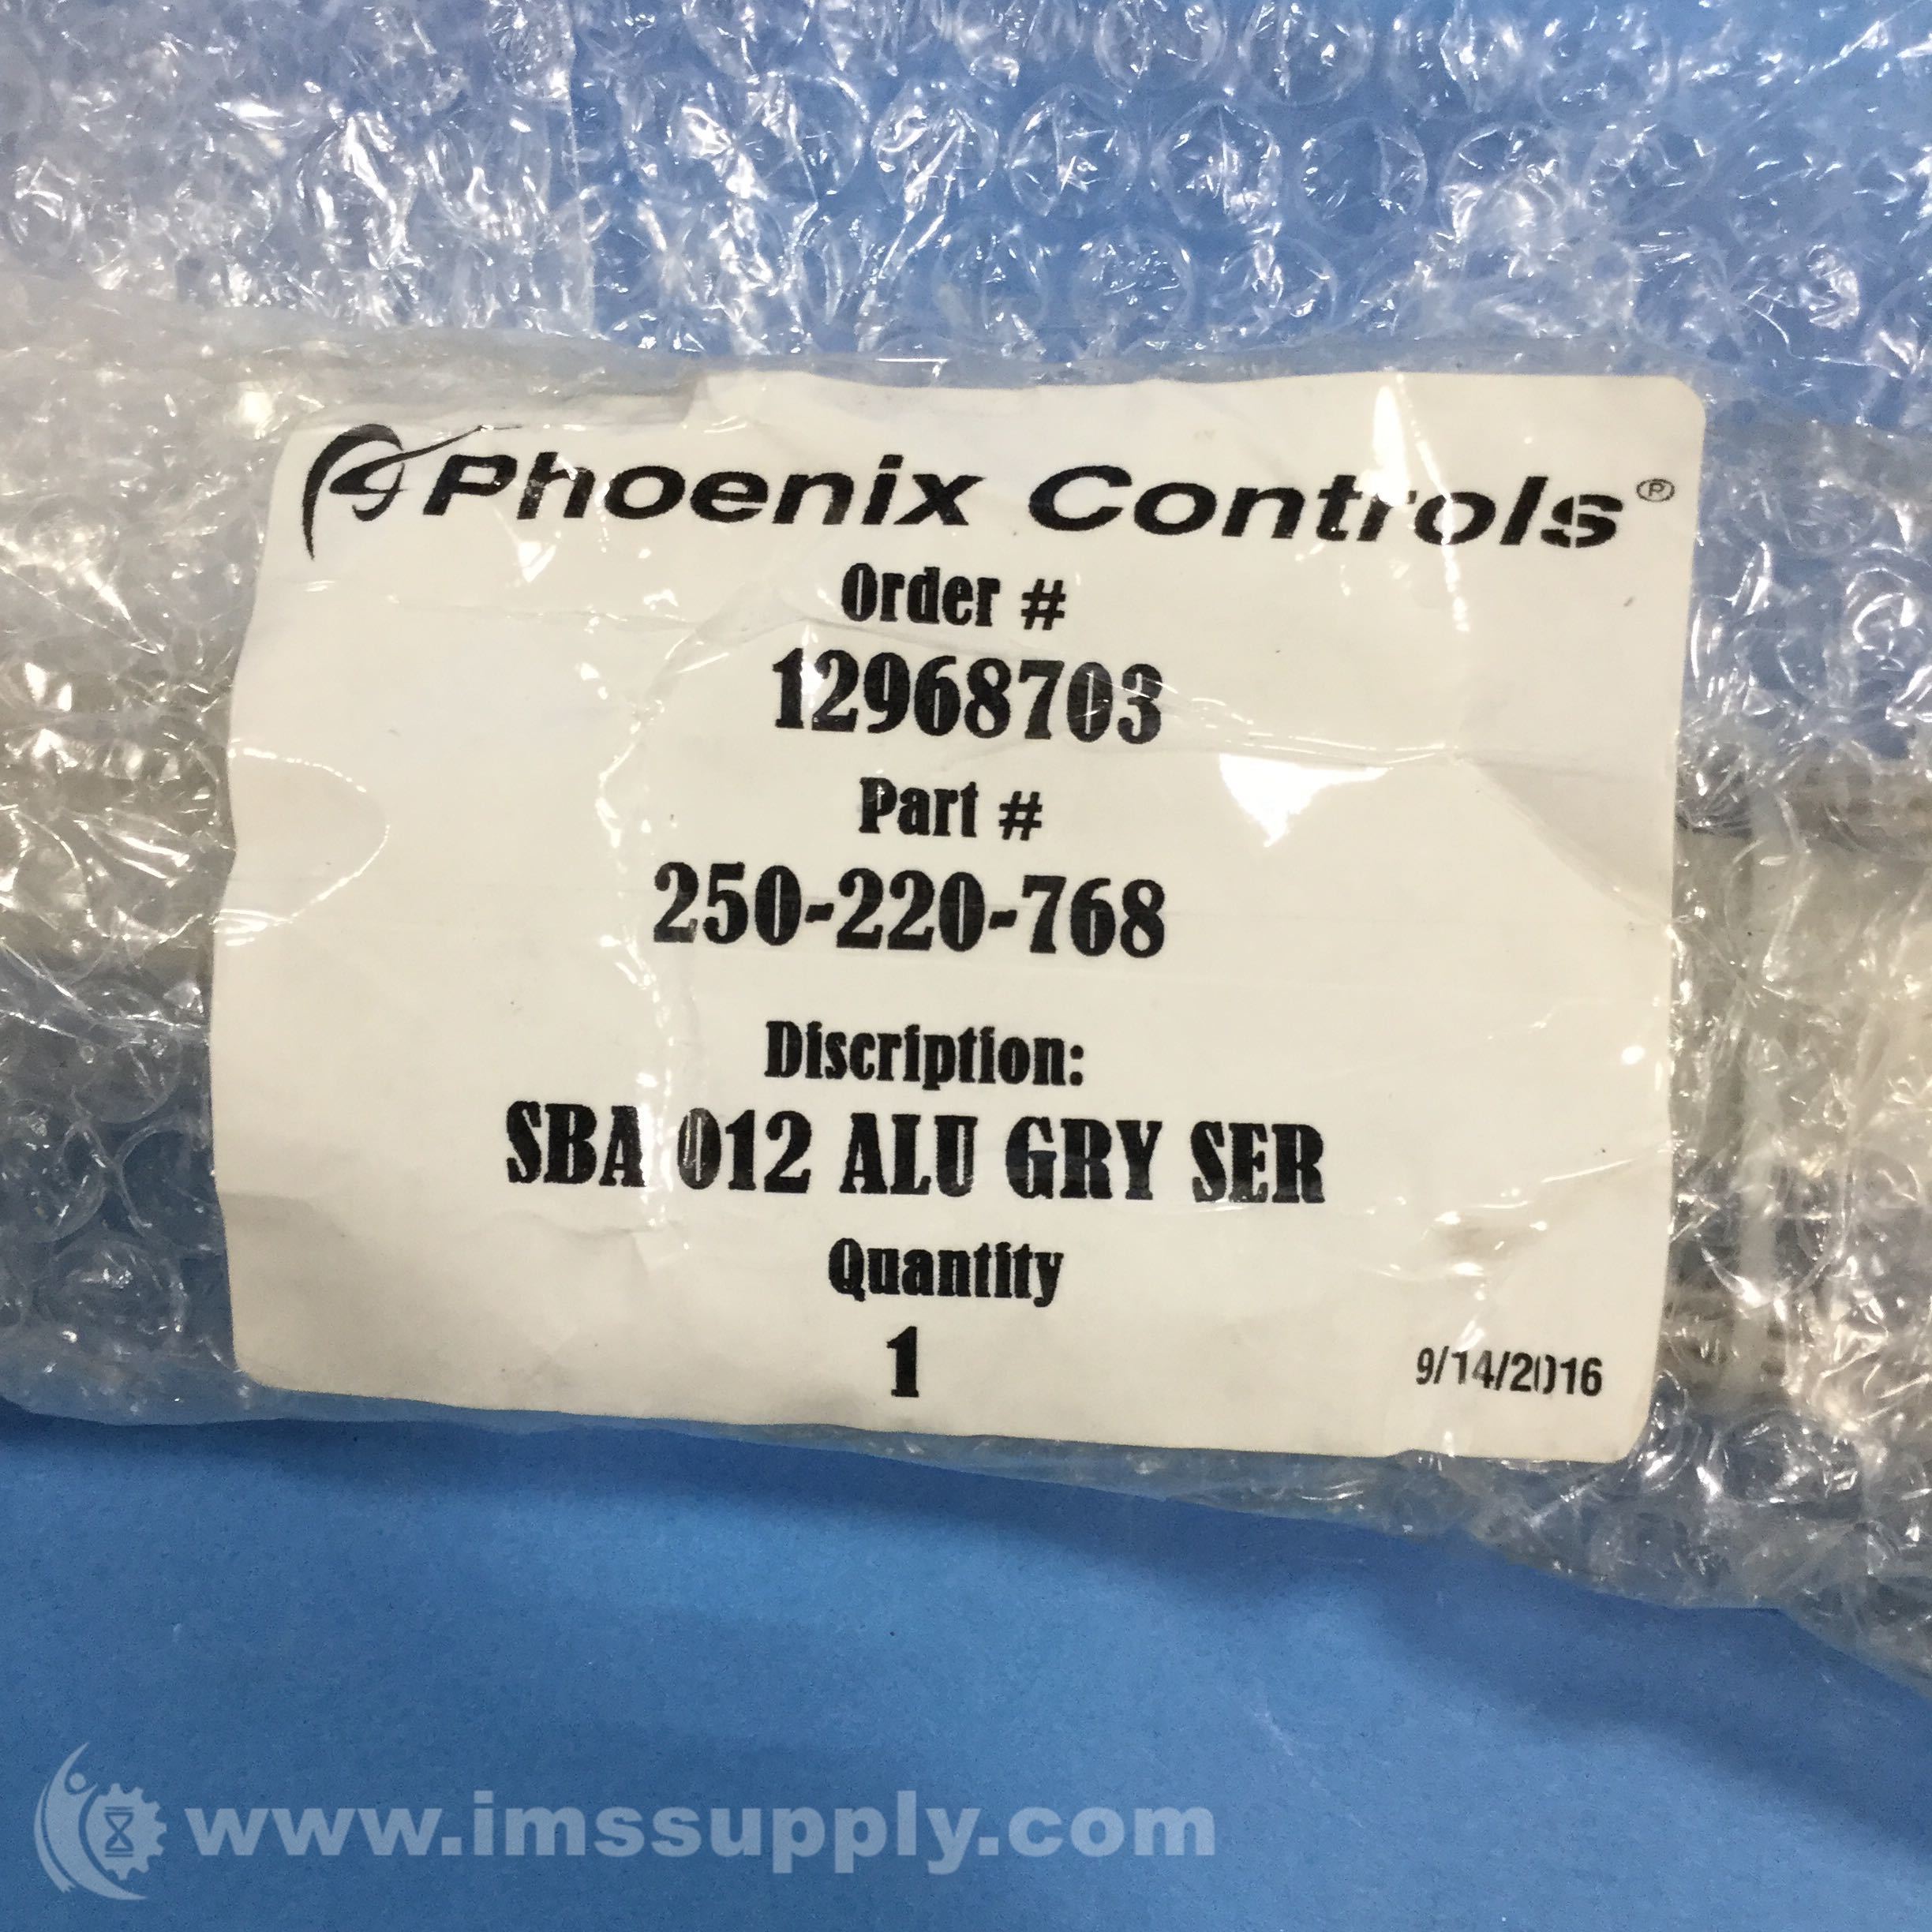 Phoenix Controls®
Order #
12968703
Part #
250-220-768
Discription:
SBA 012 ALU GRY SER
Quantity
1
9/14/2016
www.imssupply.com